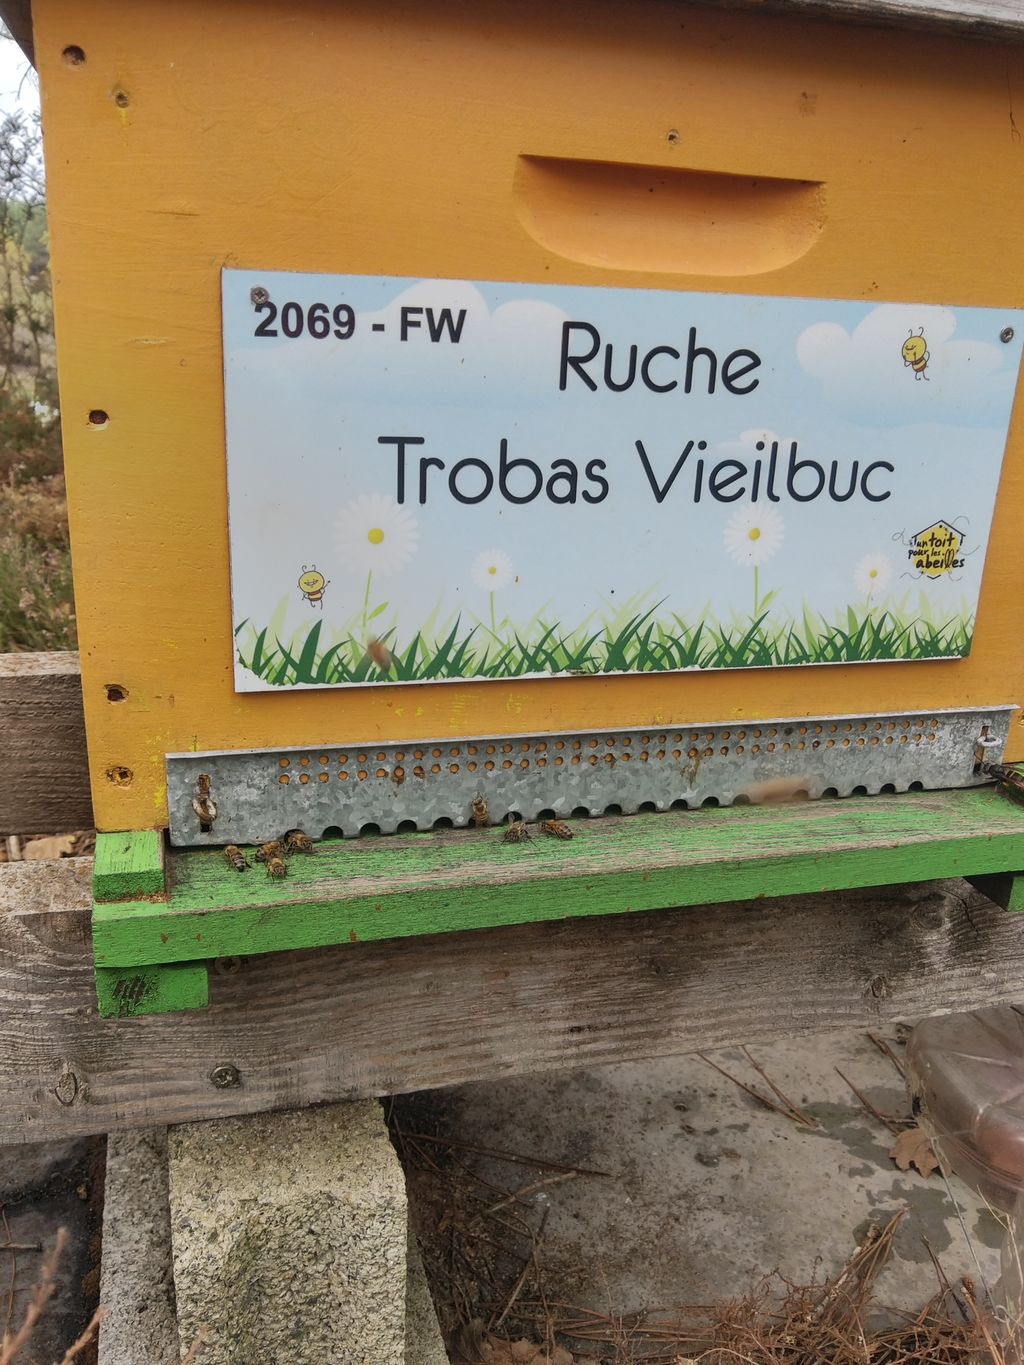 2069 - FW
Ruche
Trobas Vieilbuc
un toit
pour les
abeilles